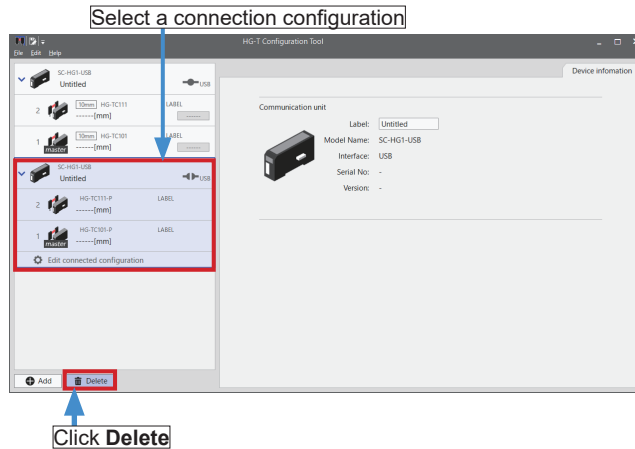 Select a connection configuration
HG-T Configuration Tool
File Edit Help
SC-HG1-USB
Untitled
USB
2 10mm HG-TC111 LABEL
------[mm] ------
1 master 10mm HG-TC101 LABEL
------[mm] ------
SC-HG1-USB
Untitled
USB
2 HG-TC111-P LABEL
------[mm]
1 master HG-TC101-P LABEL
------[mm]
Edit connected configuration
Device infomation
Communication unit
Label: Untitled
Model Name: SC-HG1-USB
Interface: USB
Serial No: -
Version: -
Add Delete
Click Delete